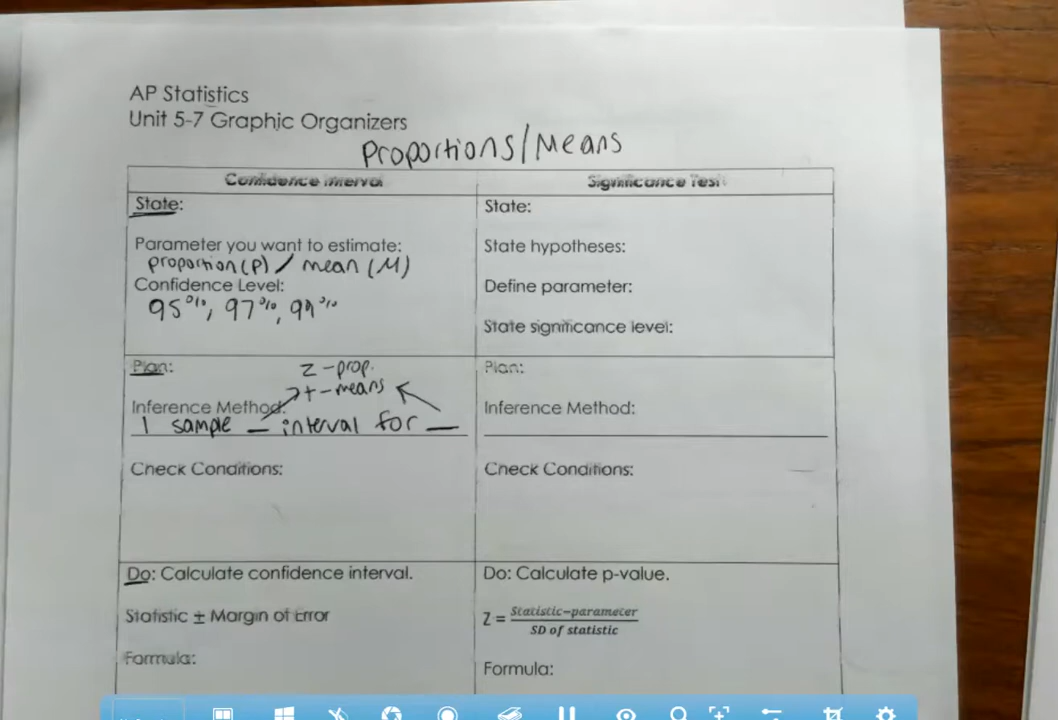 AP Statistics
Unit 5-7 Graphic Organizers
Proportions/Means
Confidence Interval
Significance Test
State:
Parameter you want to estimate:
proportion(p) / mean (M)
Confidence Level:
95%, 97%, 99%
State:
State hypotheses:
Define parameter:
State significance level:
Plan:
z-prop.
t-means
Inference Method:
1 sample _ interval for _
Check Conditions:
Plan:
Inference Method:
Check Conditions:
Do: Calculate confidence interval.
Statistic ± Margin of Error
Formula:
Do: Calculate p-value.
Z = Statistic-parameter
SD of statistic
Formula: